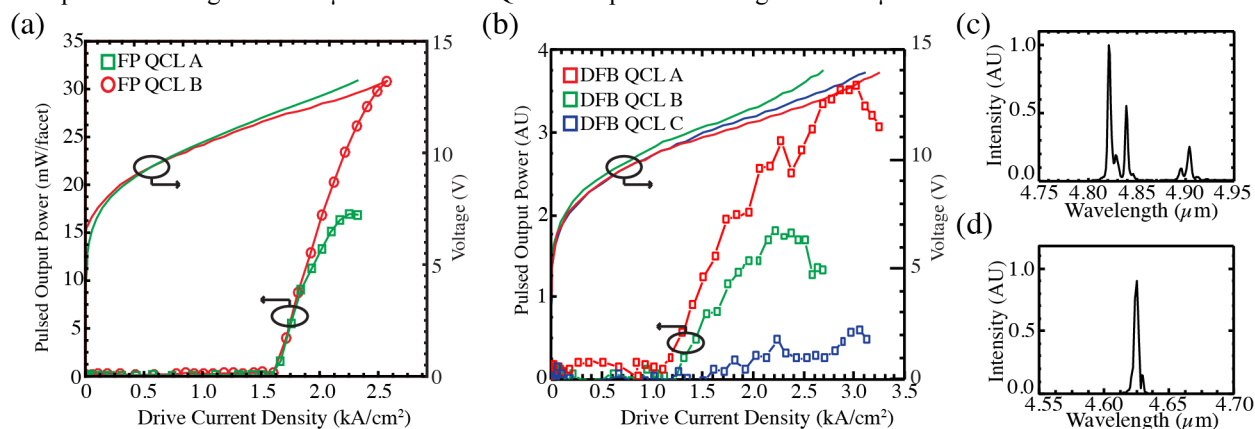 (a)
35
30
25
20
15
10
5
0
Pulsed Output Power (mW/facet)
FP QCL A
FP QCL B
15
10
5
0
Voltage (V)
0 0.5 1.0 1.5 2.0 2.5
Drive Current Density (kA/cm²)
(b)
4
3
2
1
0
Pulsed Output Power (AU)
DFB QCL A
DFB QCL B
DFB QCL C
15
10
5
0
Voltage (V)
0 0.5 1.0 1.5 2.0 2.5 3.0 3.5
Drive Current Density (kA/cm²)
(c)
Intensity (AU)
1.0
0.5
0.0
4.75 4.80 4.85 4.90 4.95
Wavelength (μm)
(d)
Intensity (AU)
1.0
0.5
0.0
4.55 4.60 4.65 4.70
Wavelength (μm)